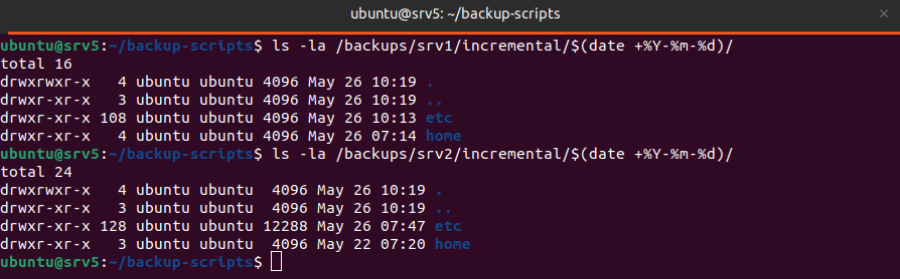 ubuntu@srv5: ~/backup-scripts
ubuntu@srv5:~/backup-scripts$ ls -la /backups/srv1/incremental/$(date +%Y-%m-%d)/
total 16
drwxrwxr-x   4 ubuntu ubuntu 4096 May 26 10:19 .
drwxr-xr-x   3 ubuntu ubuntu 4096 May 26 10:19 ..
drwxr-xr-x 108 ubuntu ubuntu 4096 May 26 10:13 etc
drwxr-xr-x   4 ubuntu ubuntu 4096 May 26 07:14 home
ubuntu@srv5:~/backup-scripts$ ls -la /backups/srv2/incremental/$(date +%Y-%m-%d)/
total 24
drwxrwxr-x   4 ubuntu ubuntu  4096 May 26 10:19 .
drwxr-xr-x   3 ubuntu ubuntu  4096 May 26 10:19 ..
drwxr-xr-x 128 ubuntu ubuntu 12288 May 26 07:47 etc
drwxr-xr-x   3 ubuntu ubuntu  4096 May 22 07:20 home
ubuntu@srv5:~/backup-scripts$